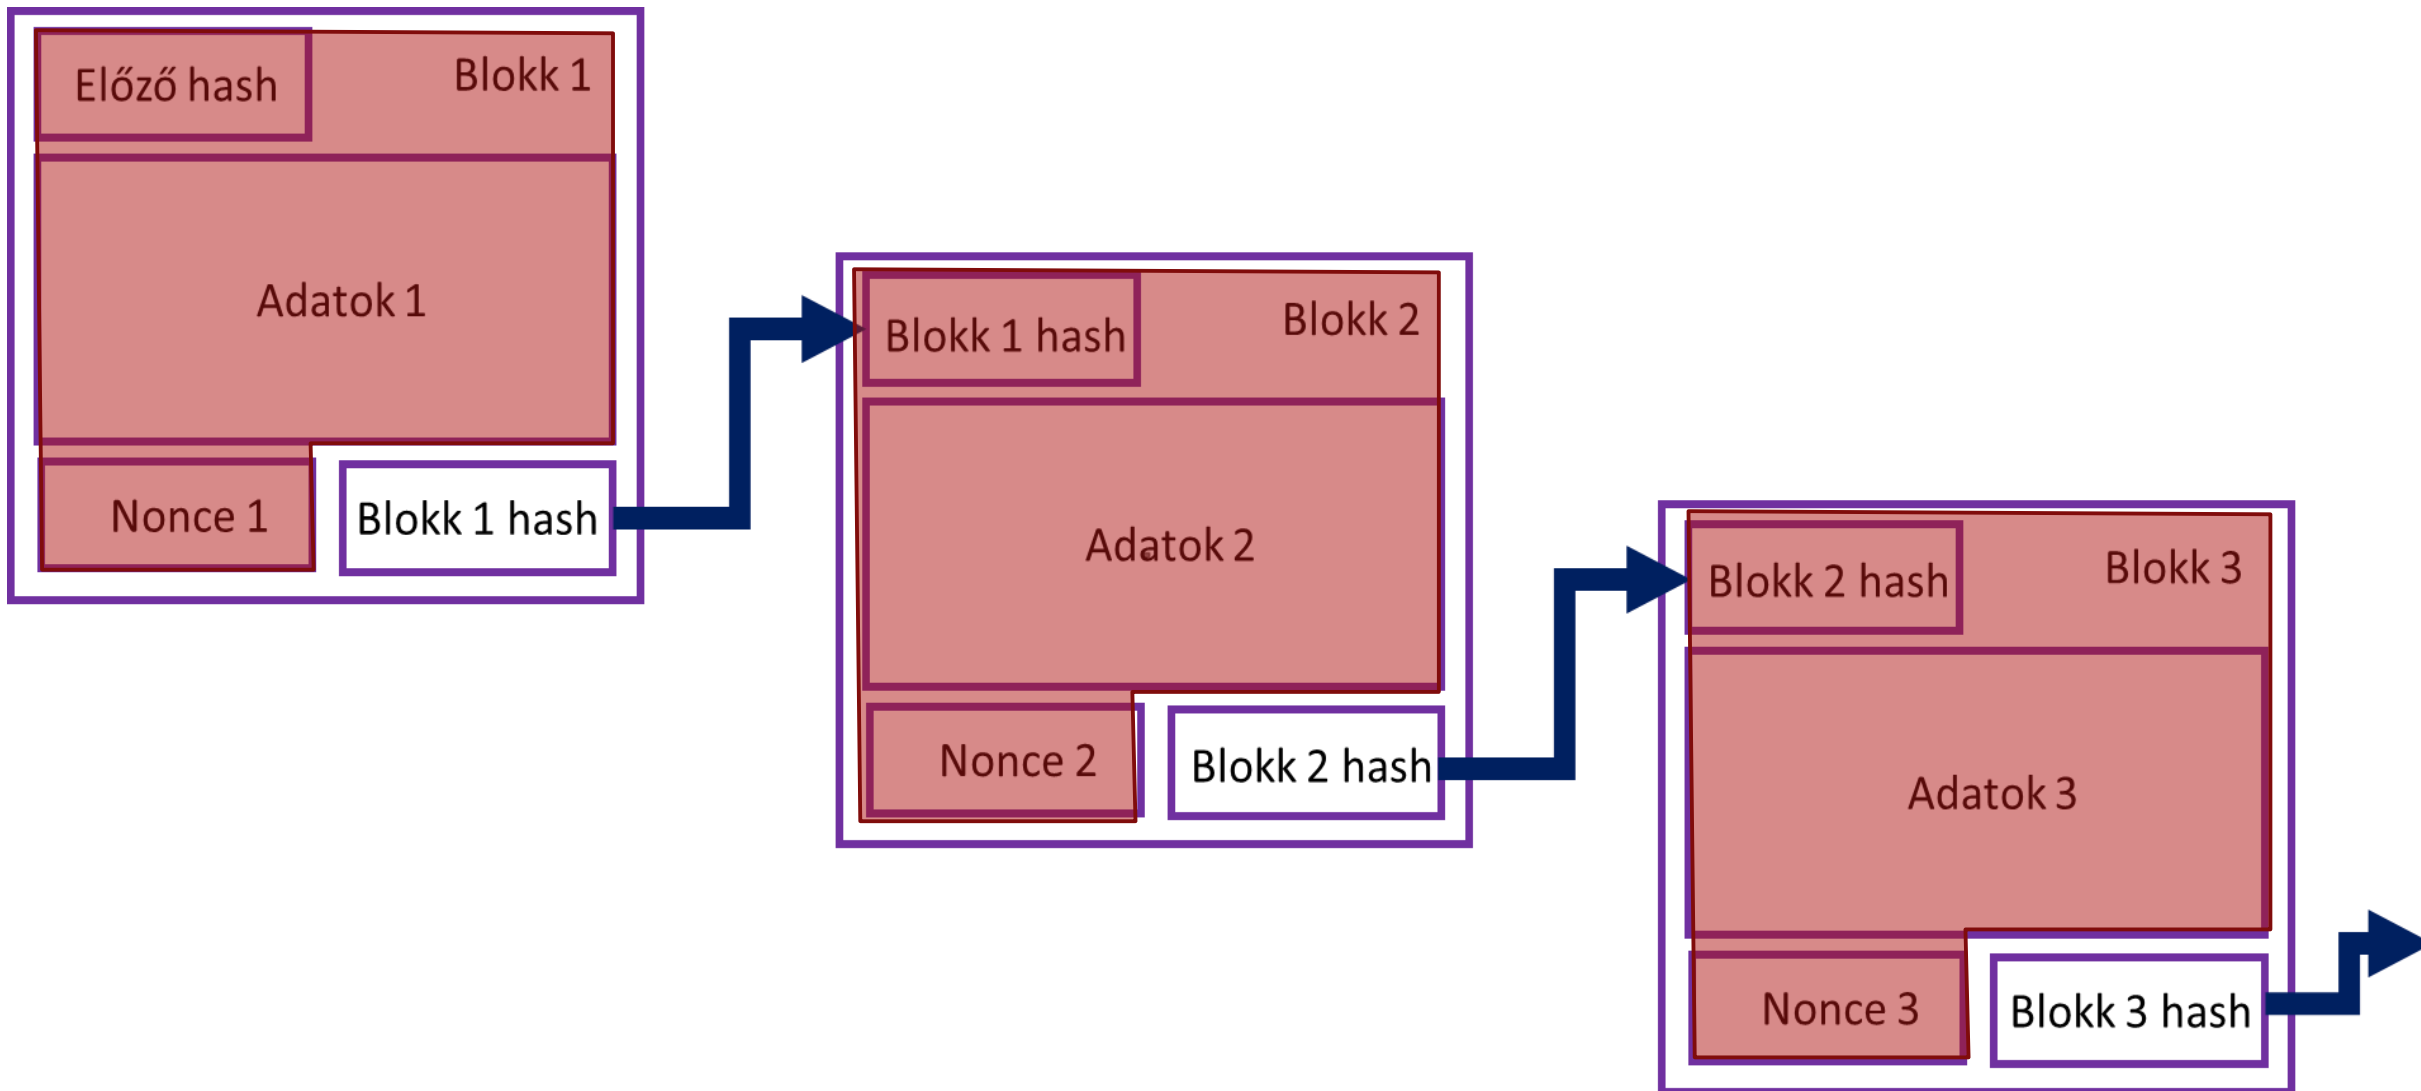 Előző hash
Blokk 1
Adatok 1
Nonce 1
Blokk 1 hash
Blokk 1 hash
Blokk 2
Adatok 2
Nonce 2
Blokk 2 hash
Blokk 2 hash
Blokk 3
Adatok 3
Nonce 3
Blokk 3 hash